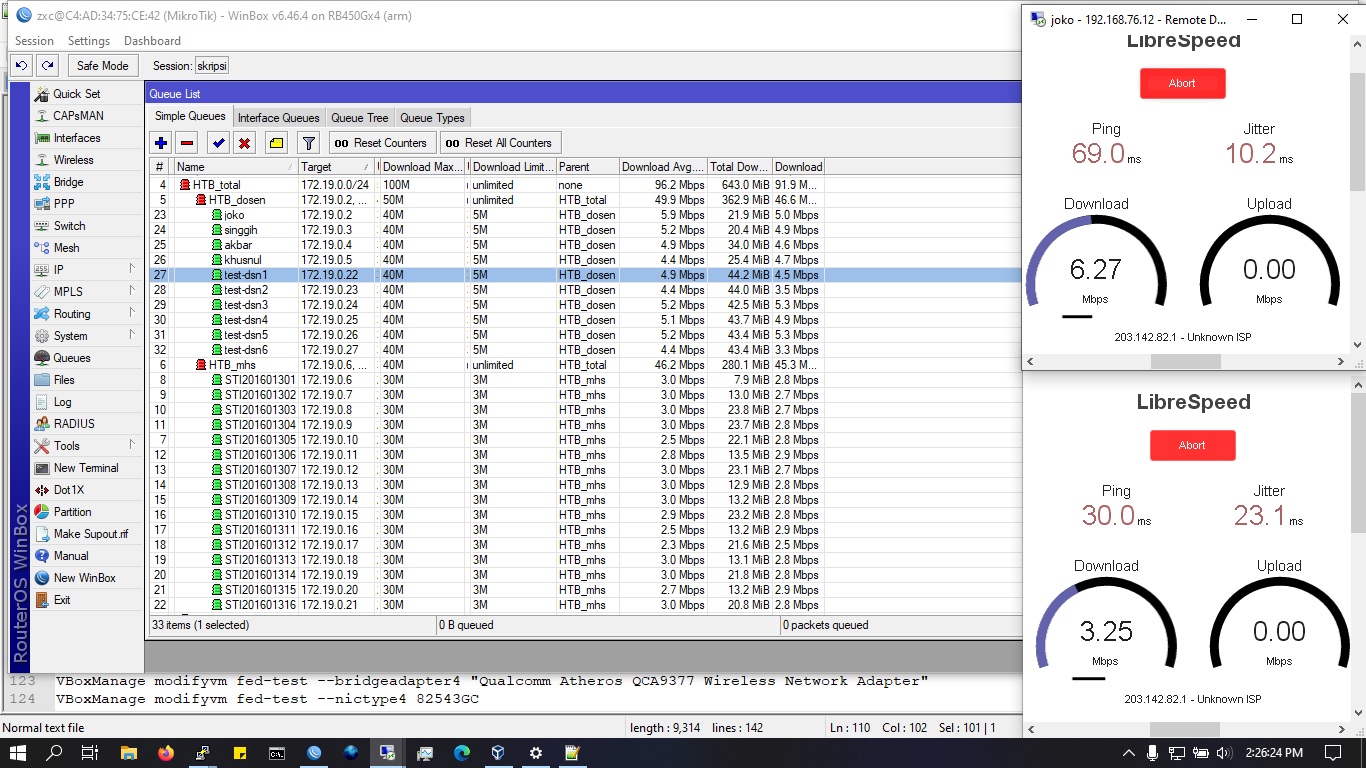 zxc@C4:AD:34:75:CE:42 (MikroTik) - WinBox v6.46.4 on RB450Gx4 (arm)
Session Settings Dashboard
Safe Mode Session: skripsi
Quick Set
CAPsMAN
Interfaces
Wireless
Bridge
PPP
Switch
Mesh
IP
MPLS
Routing
System
Queues
Files
Log
RADIUS
Tools
New Terminal
Dot1X
Partition
Make Supout.rif
Manual
New WinBox
Exit
RouterOS WinBox
Queue List
Simple Queues Interface Queues Queue Tree Queue Types
00 Reset Counters 00 Reset All Counters
# Name Target Download Max... Download Limit... Parent Download Avg.... Total Dow... Download
4 HTB_total 172.19.0.0/24 100M unlimited none 96.2 Mbps 643.0 MiB 91.9 M...
5 HTB_dosen 172.19.0.2, ... 50M unlimited HTB_total 49.9 Mbps 362.9 MiB 46.6 M...
23 joko 172.19.0.2 40M 5M HTB_dosen 5.9 Mbps 21.9 MiB 5.0 Mbps
24 singgih 172.19.0.3 40M 5M HTB_dosen 5.2 Mbps 20.4 MiB 4.9 Mbps
25 akbar 172.19.0.4 40M 5M HTB_dosen 4.9 Mbps 34.0 MiB 4.6 Mbps
26 khusnul 172.19.0.5 40M 5M HTB_dosen 4.4 Mbps 25.4 MiB 4.7 Mbps
27 test-dsn1 172.19.0.22 40M 5M HTB_dosen 4.9 Mbps 44.2 MiB 4.5 Mbps
28 test-dsn2 172.19.0.23 40M 5M HTB_dosen 4.4 Mbps 44.0 MiB 3.5 Mbps
29 test-dsn3 172.19.0.24 40M 5M HTB_dosen 5.2 Mbps 42.5 MiB 5.3 Mbps
30 test-dsn4 172.19.0.25 40M 5M HTB_dosen 5.1 Mbps 43.7 MiB 4.9 Mbps
31 test-dsn5 172.19.0.26 40M 5M HTB_dosen 5.2 Mbps 43.4 MiB 5.3 Mbps
32 test-dsn6 172.19.0.27 40M 5M HTB_dosen 4.4 Mbps 43.4 MiB 3.3 Mbps
6 HTB_mhs 172.19.0.6, ... 40M unlimited HTB_total 46.2 Mbps 280.1 MiB 45.3 M...
8 STI201601301 172.19.0.6 30M 3M HTB_mhs 3.0 Mbps 7.9 MiB 2.8 Mbps
9 STI201601302 172.19.0.7 30M 3M HTB_mhs 3.0 Mbps 13.0 MiB 2.7 Mbps
10 STI201601303 172.19.0.8 30M 3M HTB_mhs 3.0 Mbps 23.8 MiB 2.8 Mbps
11 STI201601304 172.19.0.9 30M 3M HTB_mhs 3.0 Mbps 23.7 MiB 2.8 Mbps
7 STI201601305 172.19.0.10 30M 3M HTB_mhs 2.5 Mbps 22.1 MiB 2.8 Mbps
12 STI201601306 172.19.0.11 30M 3M HTB_mhs 2.8 Mbps 13.5 MiB 2.9 Mbps
13 STI201601307 172.19.0.12 30M 3M HTB_mhs 3.0 Mbps 23.1 MiB 2.7 Mbps
14 STI201601308 172.19.0.13 30M 3M HTB_mhs 3.0 Mbps 12.9 MiB 2.8 Mbps
15 STI201601309 172.19.0.14 30M 3M HTB_mhs 3.0 Mbps 13.2 MiB 2.8 Mbps
16 STI201601310 172.19.0.15 30M 3M HTB_mhs 2.9 Mbps 23.2 MiB 2.8 Mbps
17 STI201601311 172.19.0.16 30M 3M HTB_mhs 2.5 Mbps 13.2 MiB 2.9 Mbps
18 STI201601312 172.19.0.17 30M 3M HTB_mhs 2.3 Mbps 21.6 MiB 2.5 Mbps
19 STI201601313 172.19.0.18 30M 3M HTB_mhs 3.0 Mbps 13.1 MiB 2.8 Mbps
20 STI201601314 172.19.0.19 30M 3M HTB_mhs 3.0 Mbps 21.8 MiB 2.8 Mbps
21 STI201601315 172.19.0.20 30M 3M HTB_mhs 2.7 Mbps 13.2 MiB 2.9 Mbps
22 STI201601316 172.19.0.21 30M 3M HTB_mhs 3.0 Mbps 20.8 MiB 2.8 Mbps
33 items (1 selected) 0 B queued 0 packets queued
joko - 192.168.76.12 - Remote D...
LibreSpeed
Abort
Ping Jitter
69.0 ms 10.2 ms
Download Upload
6.27 0.00
Mbps Mbps
203.142.82.1 - Unknown ISP
LibreSpeed
Abort
Ping Jitter
30.0 ms 23.1 ms
Download Upload
3.25 0.00
Mbps Mbps
203.142.82.1 - Unknown ISP
123 VBoxManage modifyvm fed-test --bridgeadapter4 "Qualcomm Atheros QCA9377 Wireless Network Adapter"
124 VBoxManage modifyvm fed-test --nictype4 82543GC
Normal text file length : 9,314 lines : 142 Ln : 110 Col : 102 Sel : 101 | 1
2:26:24 PM